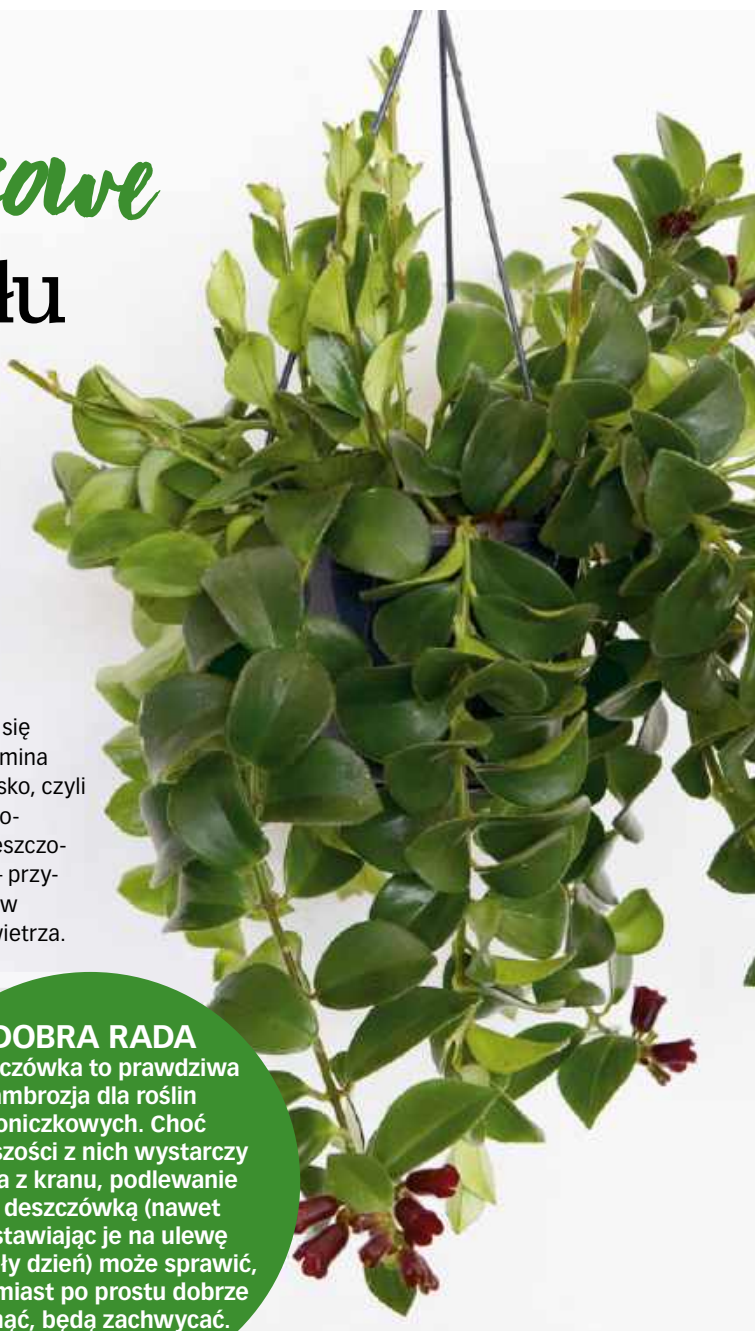 owe
łu
się
mina
sko, czyli
o-
eszczo-
- przy-
w
wietrza.
DOBRA RADA
czówka to prawdziwa
ambrozja dla roślin
oniczkowych. Choć
szości z nich wystarczy
a z kranu, podlewanie
deszczówką (nawet
stawiając je na ulewę
ły dzień) może sprawić,
miast po prostu dobrze
nąć, będą zachwycać.